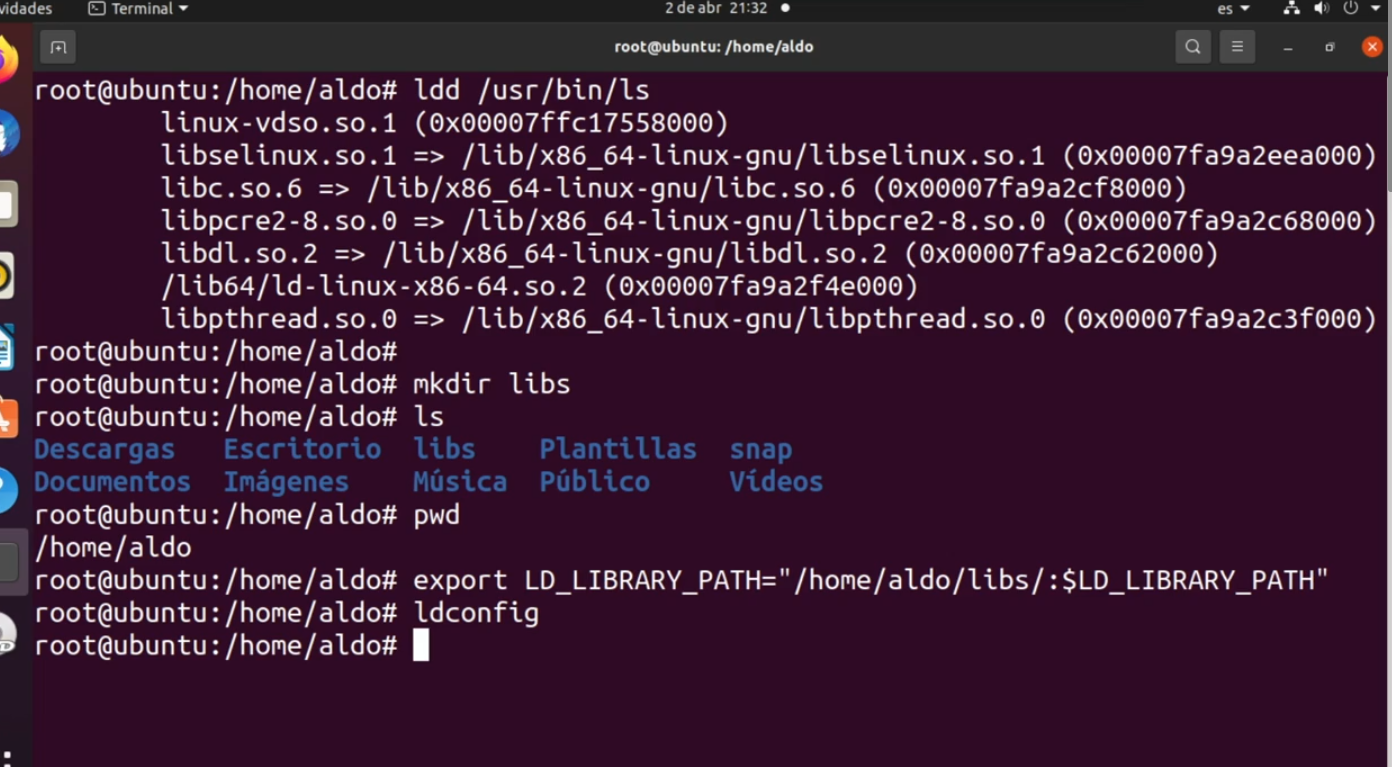 vidades Terminal 2 de abr 21:32 es
root@ubuntu: /home/aldo
root@ubuntu:/home/aldo# ldd /usr/bin/ls
linux-vdso.so.1 (0x00007ffc17558000)
libselinux.so.1 => /lib/x86_64-linux-gnu/libselinux.so.1 (0x00007fa9a2eea000)
libc.so.6 => /lib/x86_64-linux-gnu/libc.so.6 (0x00007fa9a2cf8000)
libpcre2-8.so.0 => /lib/x86_64-linux-gnu/libpcre2-8.so.0 (0x00007fa9a2c68000)
libdl.so.2 => /lib/x86_64-linux-gnu/libdl.so.2 (0x00007fa9a2c62000)
/lib64/ld-linux-x86-64.so.2 (0x00007fa9a2f4e000)
libpthread.so.0 => /lib/x86_64-linux-gnu/libpthread.so.0 (0x00007fa9a2c3f000)
root@ubuntu:/home/aldo#
root@ubuntu:/home/aldo# mkdir libs
root@ubuntu:/home/aldo# ls
Descargas Escritorio libs Plantillas snap
Documentos Imágenes Música Público Vídeos
root@ubuntu:/home/aldo# pwd
/home/aldo
root@ubuntu:/home/aldo# export LD_LIBRARY_PATH="/home/aldo/libs/:$LD_LIBRARY_PATH"
root@ubuntu:/home/aldo# ldconfig
root@ubuntu:/home/aldo#